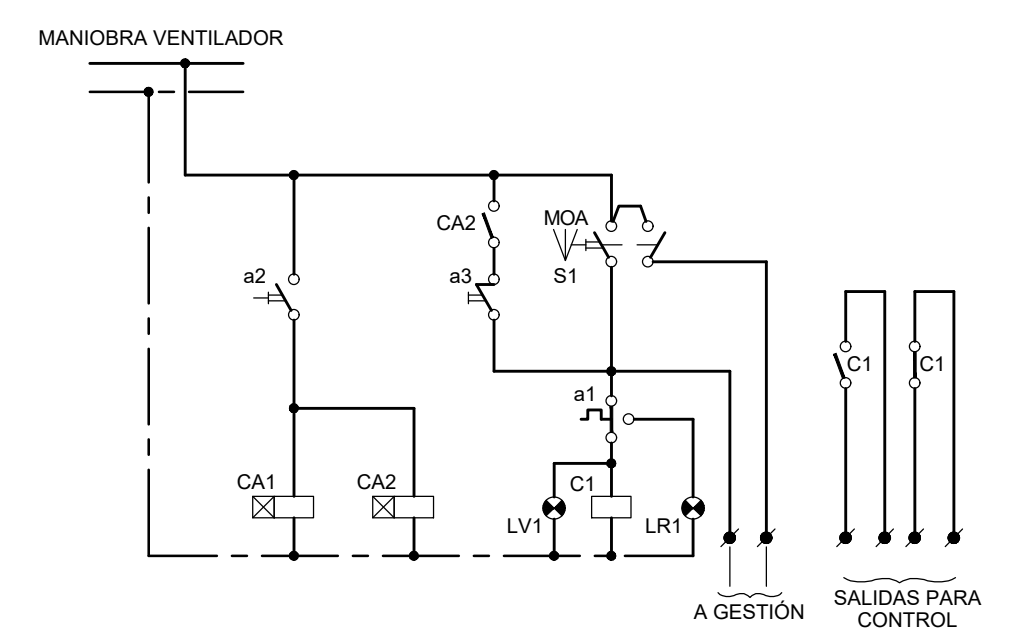 MANIOBRA VENTILADOR
CA2
MOA
a2
a3
S1
C1
C1
a1
CA1
CA2
C1
LV1
LR1
A GESTIÓN
SALIDAS PARA
CONTROL